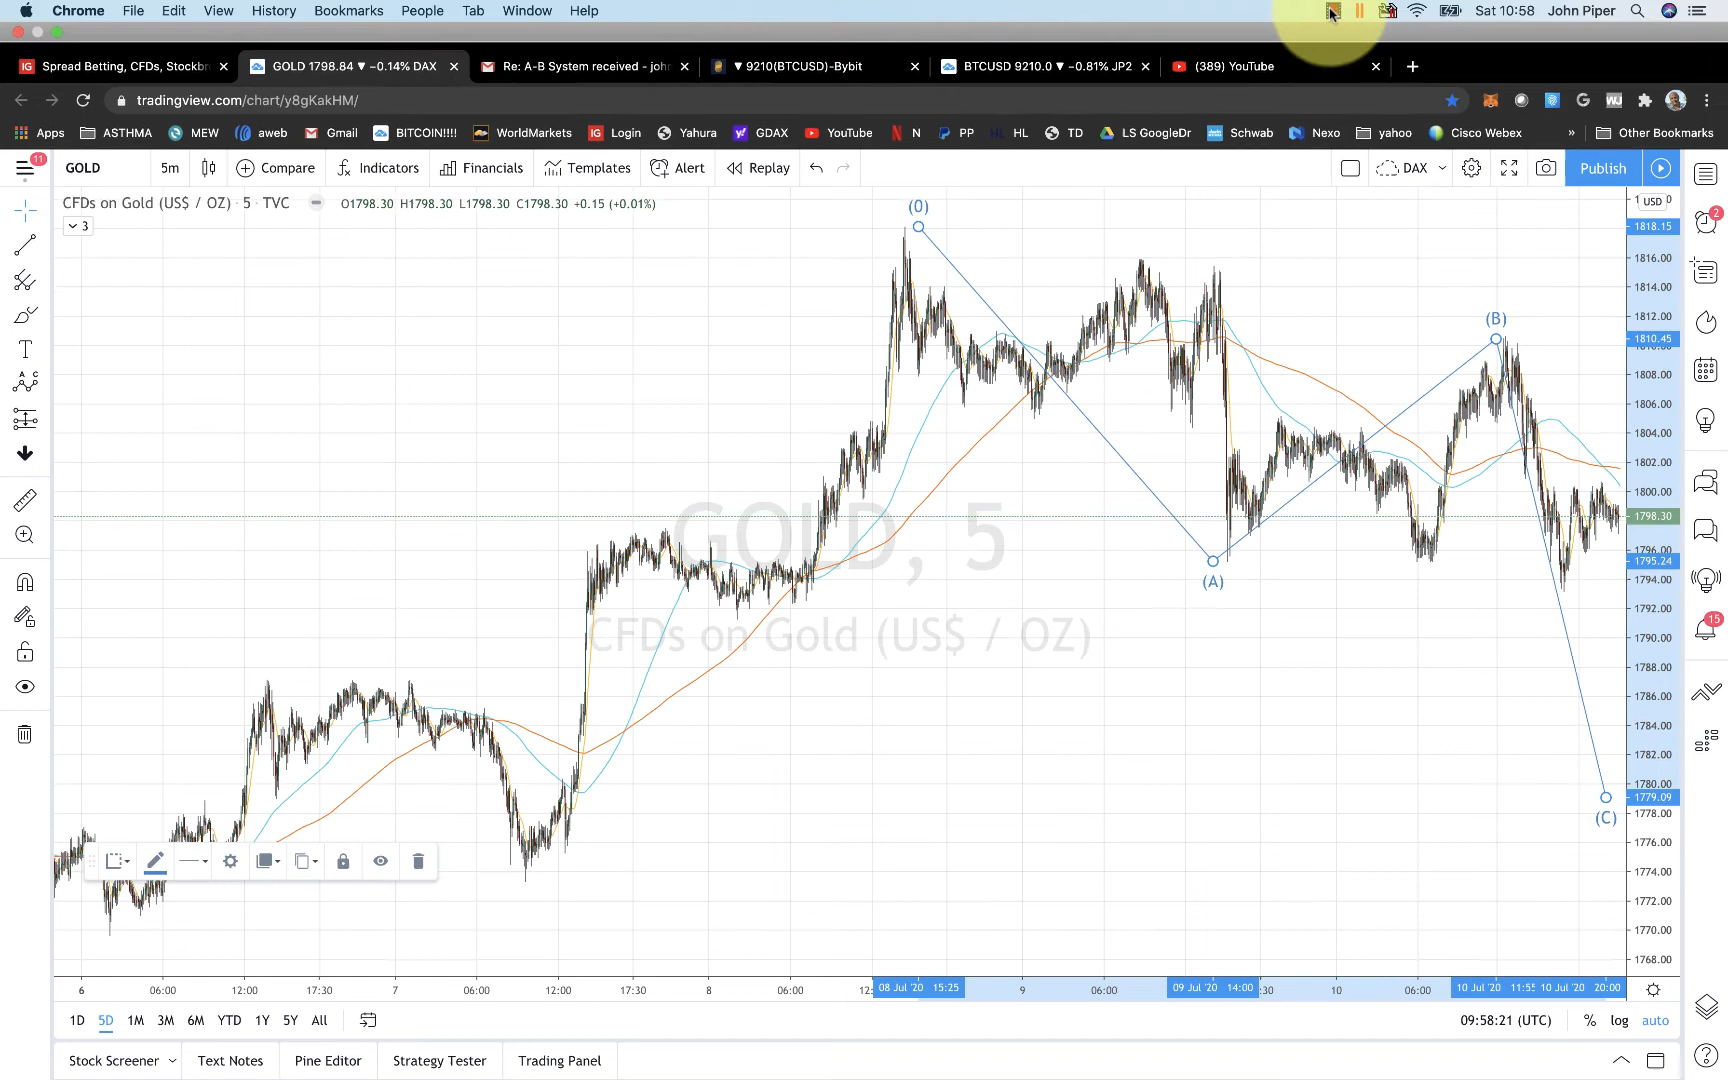 Chrome File Edit View History Bookmarks People Tab Window Help Sat 10:58 John Piper
IG Spread Betting, CFDs, Stockbr GOLD 1798.84 ▼ −0.14% DAX Re: A-B System received - joh ▼ 9210(BTCUSD)-Bybit BTCUSD 9210.0 ▼ −0.81% JP2 (389) YouTube
tradingview.com/chart/y8gKakHM/
Apps ASTHMA MEW aweb Gmail BITCOIN!!!! WorldMarkets IG Login Yahura GDAX YouTube N N PP HL HL TD LS GoogleDr Schwab Nexo yahoo Cisco Webex » Other Bookmarks
11 GOLD 5m Compare Indicators Financials Templates Alert Replay DAX Publish
CFDs on Gold (US$ / OZ) · 5 · TVC O1798.30 H1798.30 L1798.30 C1798.30 +0.15 (+0.01%)
3
USD
2
15
(0)
(A)
(B)
(C)
GOLD, 5
CFDs on Gold (US$ / OZ)
1818.15
1816.00
1814.00
1812.00
1810.45
1808.00
1806.00
1804.00
1802.00
1800.00
1798.30
1796.00
1795.24
1794.00
1792.00
1790.00
1788.00
1786.00
1784.00
1782.00
1780.00
1779.09
1778.00
1776.00
1774.00
1772.00
1770.00
1768.00
6 06:00 12:00 17:30 7 06:00 12:00 17:30 8 06:00 12: 08 Jul '20 15:25 9 06:00 09 Jul '20 14:00 :30 10 06:00 10 Jul '20 11:55 10 Jul '20 20:00
1D 5D 1M 3M 6M YTD 1Y 5Y All 09:58:21 (UTC) % log auto
Stock Screener Text Notes Pine Editor Strategy Tester Trading Panel